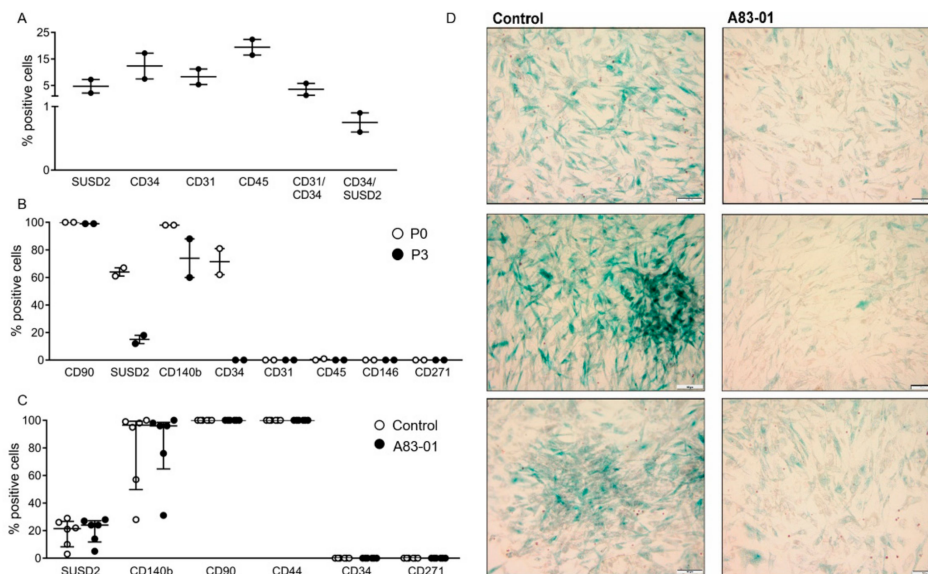 A
25
15
5
1
0
% positive cells
SUSD2
CD34
CD31
CD45
CD31/
CD34
CD34/
SUSD2
B
100
80
60
40
20
0
% positive cells
P0
P3
CD90
SUSD2
CD140b
CD34
CD31
CD45
CD146
CD271
C
100
80
60
40
20
0
% positive cells
Control
A83-01
SUSD2
CD140b
CD90
CD44
CD34
CD271
D
Control
A83-01